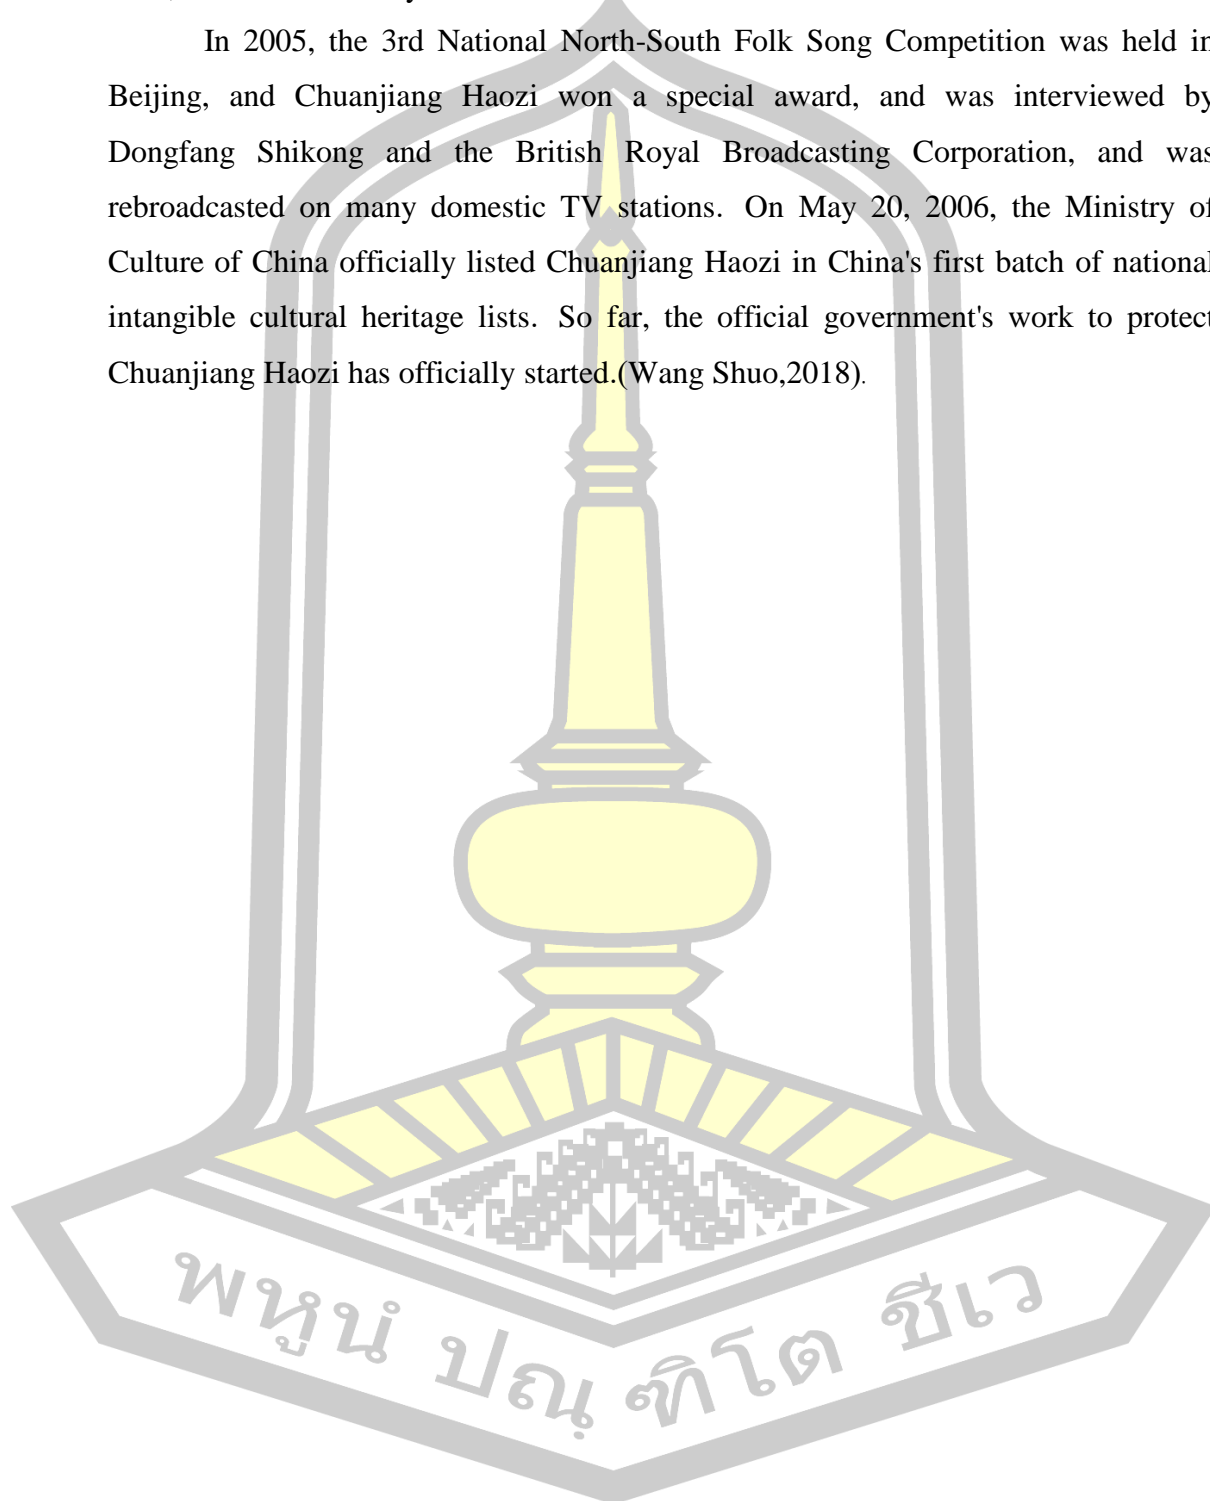 In 2005, the 3rd National North-South Folk Song Competition was held in
Beijing, and Chuanjiang Haozi won a special award, and was interviewed by
Dongfang Shikong and the British Royal Broadcasting Corporation, and was
rebroadcasted on many domestic TV stations. On May 20, 2006, the Ministry of
Culture of China officially listed Chuanjiang Haozi in China's first batch of national
intangible cultural heritage lists. So far, the official government's work to protect
Chuanjiang Haozi has officially started.(Wang Shuo,2018).
พหูนํ ปณฺฑิโต ชีเว